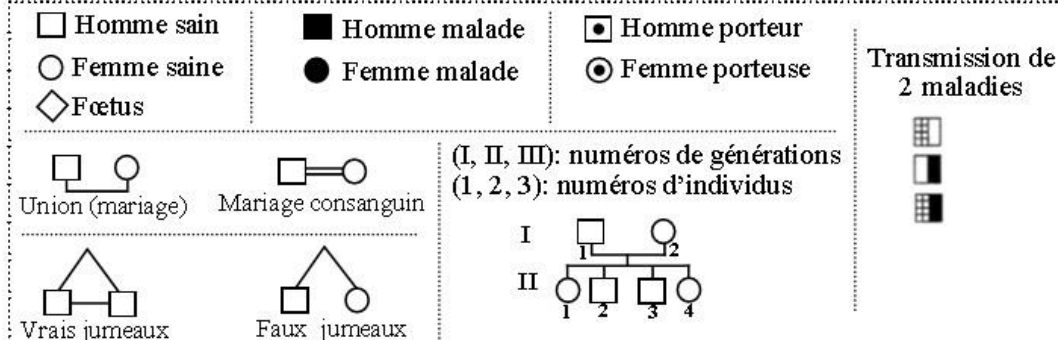 Homme sain
Femme saine
Fœtus
Homme malade
Femme malade
Homme porteur
Femme porteuse
Transmission de
2 maladies
Union (mariage)
Mariage consanguin
Vrais jumeaux
Faux jumeaux
(I, II, III): numéros de générations
(1, 2, 3): numéros d'individus
I
1
2
II
1
2
3
4